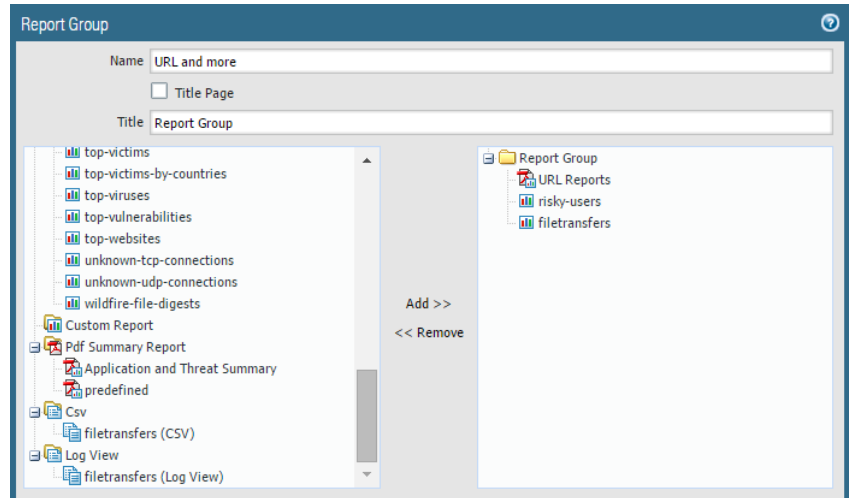 Report Group
Name URL and more
Title Page
Title Report Group
top-victims
top-victims-by-countries
top-viruses
top-vulnerabilities
top-websites
unknown-tcp-connections
unknown-udp-connections
wildfire-file-digests
Custom Report
Pdf Summary Report
Application and Threat Summary
predefined
Csv
filetransfers (CSV)
Log View
filetransfers (Log View)
Add >>
<< Remove
Report Group
URL Reports
risky-users
filetransfers